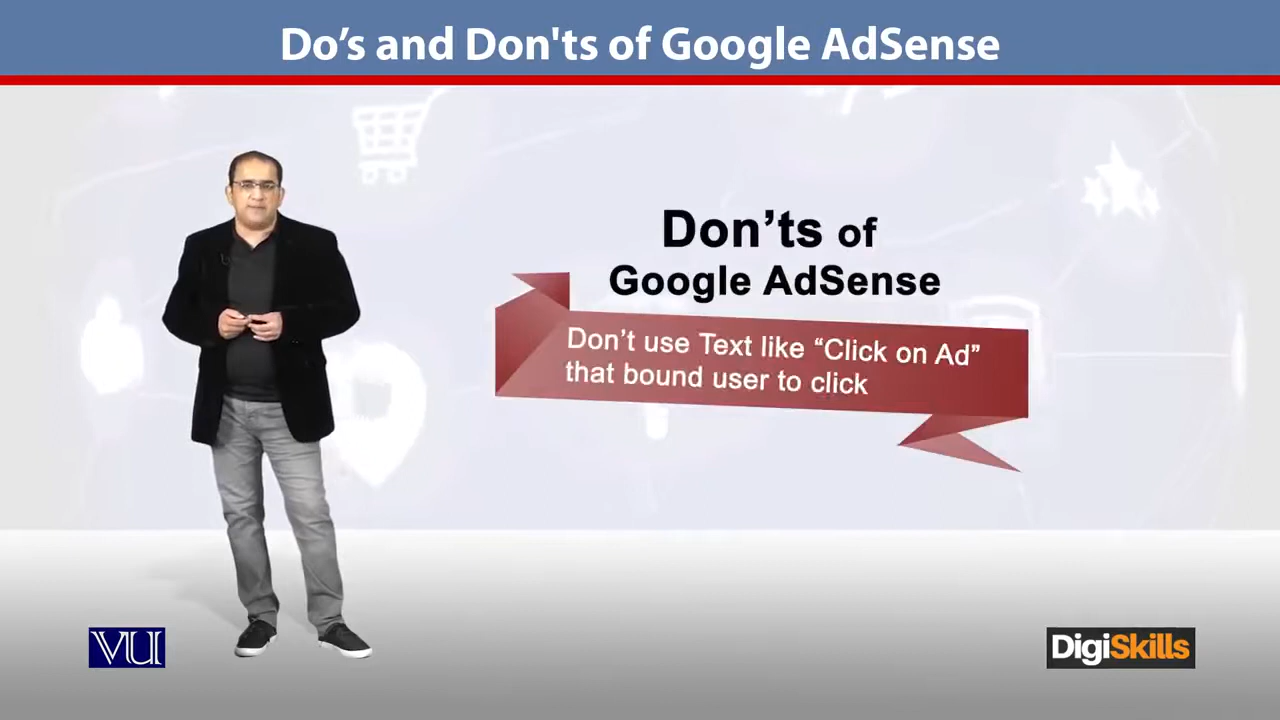 Do’s and Don'ts of Google AdSense
Don’ts of
Google AdSense
Don’t use Text like “Click on Ad”
that bound user to click
VU
DigiSkills